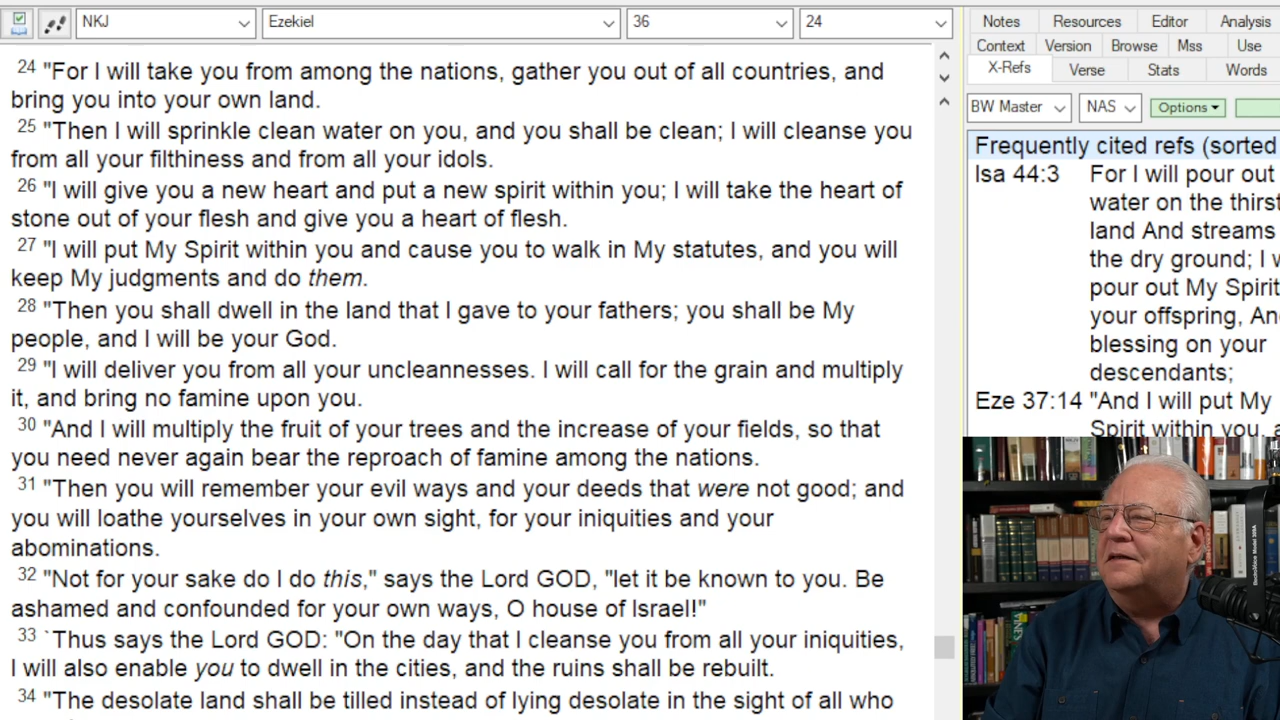 NKJ
Ezekiel
36
24
24 "For I will take you from among the nations, gather you out of all countries, and
bring you into your own land.
25 "Then I will sprinkle clean water on you, and you shall be clean; I will cleanse you
from all your filthiness and from all your idols.
26 "I will give you a new heart and put a new spirit within you; I will take the heart of
stone out of your flesh and give you a heart of flesh.
27 "I will put My Spirit within you and cause you to walk in My statutes, and you will
keep My judgments and do them.
28 "Then you shall dwell in the land that I gave to your fathers; you shall be My
people, and I will be your God.
29 "I will deliver you from all your uncleannesses. I will call for the grain and multiply
it, and bring no famine upon you.
30 "And I will multiply the fruit of your trees and the increase of your fields, so that
you need never again bear the reproach of famine among the nations.
31 "Then you will remember your evil ways and your deeds that were not good; and
you will loathe yourselves in your own sight, for your iniquities and your
abominations.
32 "Not for your sake do I do this," says the Lord GOD, "let it be known to you. Be
ashamed and confounded for your own ways, O house of Israel!"
33 `Thus says the Lord GOD: "On the day that I cleanse you from all your iniquities,
I will also enable you to dwell in the cities, and the ruins shall be rebuilt.
34 "The desolate land shall be tilled instead of lying desolate in the sight of all who
Notes Resources Editor Analysis
Context Version Browse Mss Use
X-Refs Verse Stats Words
BW Master NAS Options
Frequently cited refs (sorted
Isa 44:3 For I will pour out
water on the thirst
land And streams
the dry ground; I w
pour out My Spirit
your offspring, An
blessing on your
descendants;
Eze 37:14 "And I will put My
Spirit within you, a